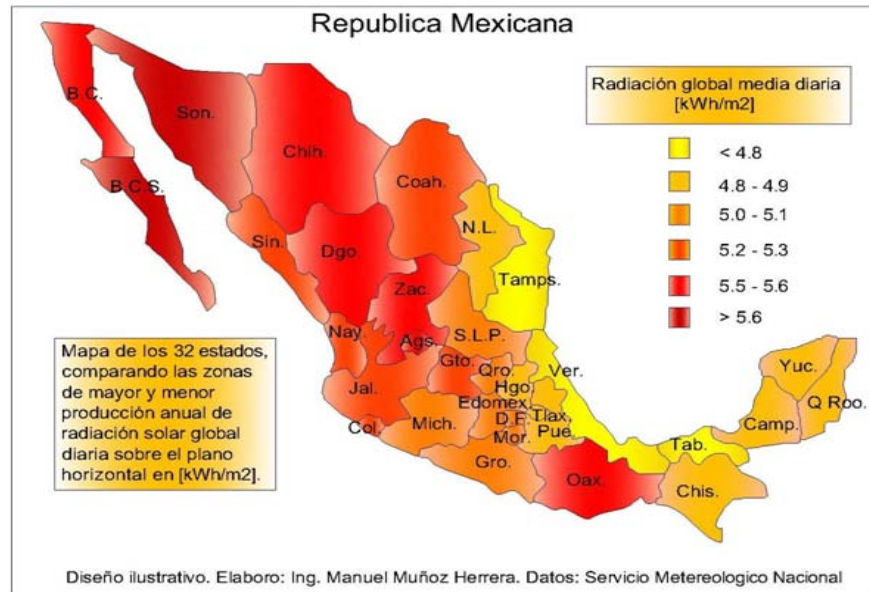 Republica Mexicana
Radiación global media diaria
[kWh/m2]
< 4.8
4.8 - 4.9
5.0 - 5.1
5.2 - 5.3
5.5 - 5.6
> 5.6
B.C.
Son.
Chih.
Coah.
B.C.S.
Sin.
Dgo.
N.L.
Tamps.
Zac.
Nay.
Ags.
S.L.P.
Gto.
Qro.
Ver.
Hgo.
Jal.
Edomex.
Tlax.
D.F.
Col.
Mich.
Mor.
Pue.
Gro.
Oax.
Tab.
Chis.
Camp.
Yuc.
Q Roo.
Mapa de los 32 estados,
comparando las zonas
de mayor y menor
producción anual de
radiación solar global
diaria sobre el plano
horizontal en [kWh/m2].
Diseño ilustrativo. Elaboro: Ing. Manuel Muñoz Herrera. Datos: Servicio Metereologico Nacional